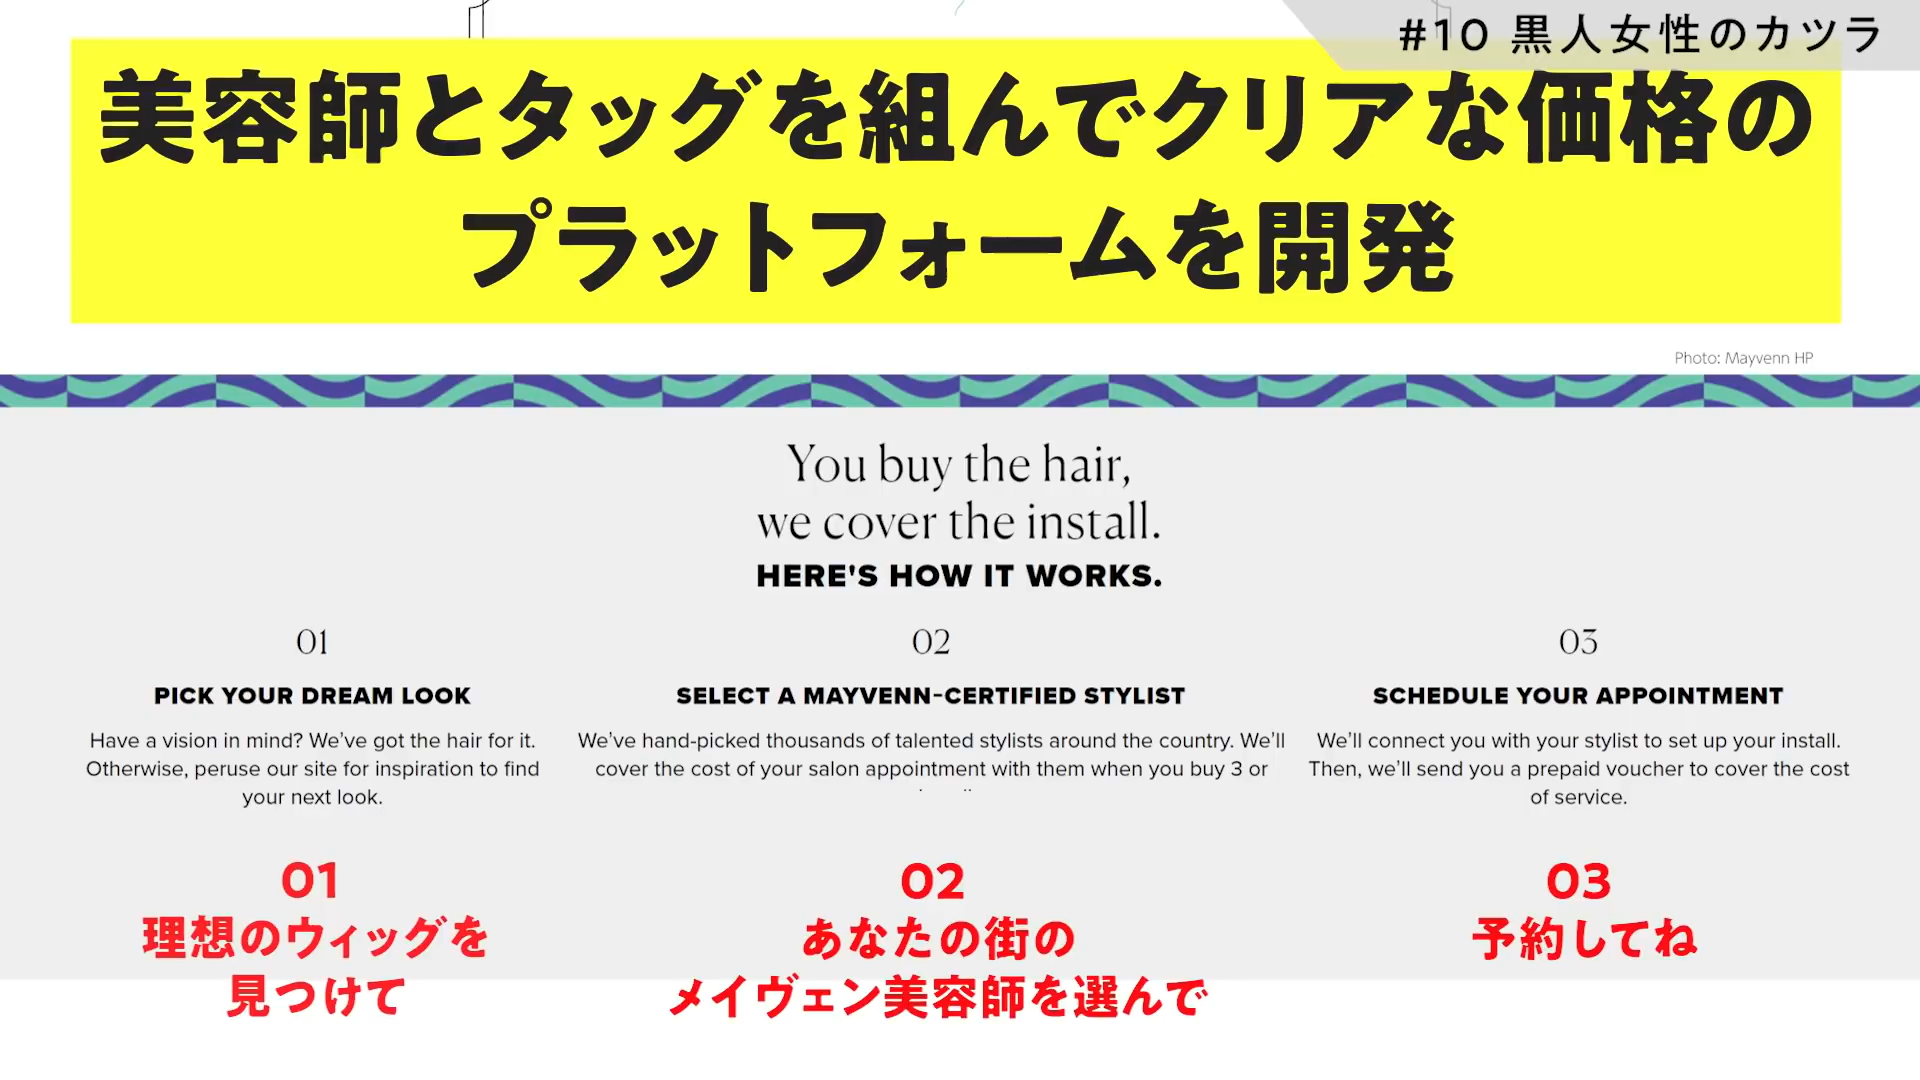 #10 黒人女性のカツラ
美容師とタッグを組んでクリアな価格の
プラットフォームを開発
Photo: Mayvenn HP
You buy the hair,
we cover the install.
HERE'S HOW IT WORKS.
01
PICK YOUR DREAM LOOK
Have a vision in mind? We've got the hair for it.
Otherwise, peruse our site for inspiration to find
your next look.
02
SELECT A MAYVENN-CERTIFIED STYLIST
We've hand-picked thousands of talented stylists around the country. We'll
cover the cost of your salon appointment with them when you buy 3 or
03
SCHEDULE YOUR APPOINTMENT
We'll connect you with your stylist to set up your install.
Then, we'll send you a prepaid voucher to cover the cost
of service.
01
理想のウィッグを
見つけて
02
あなたの街の
メイヴェン美容師を選んで
03
予約してね